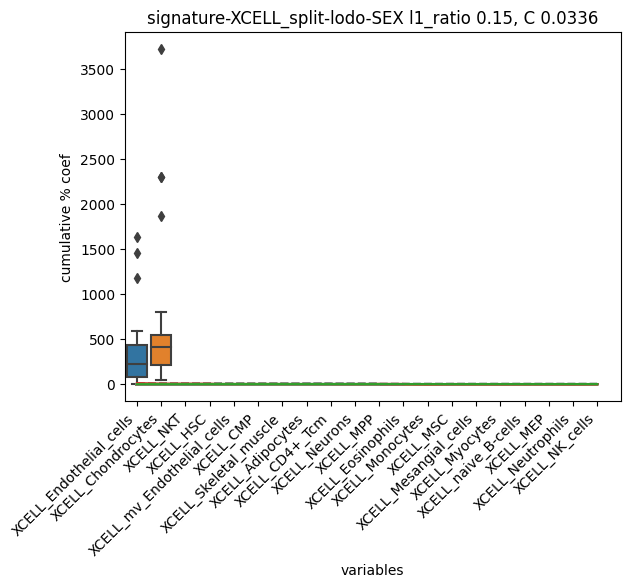 signature-XCELL_split-lodo-SEX l1_ratio 0.15, C 0.0336
cumulative % coef
3500
3000
2500
2000
1500
1000
500
0
XCELL_Endothelial_cells
XCELL_Chondrocytes
XCELL_NKT
XCELL_HSC
XCELL_mv_Endothelial_cells
XCELL_CMP
XCELL_Skeletal_muscle
XCELL_Adipocytes
XCELL_CD4+_Tcm
XCELL_Neurons
XCELL_MPP
XCELL_Eosinophils
XCELL_Monocytes
XCELL_MSC
XCELL_Mesangial_cells
XCELL_Myocytes
XCELL_naive_B-cells
XCELL_MEP
XCELL_Neutrophils
XCELL_NK_cells
variables